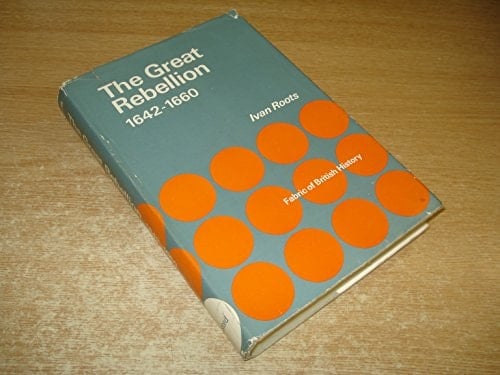 The Great
Rebellion
1642-1660
Ivan Roots
Fabric of British History